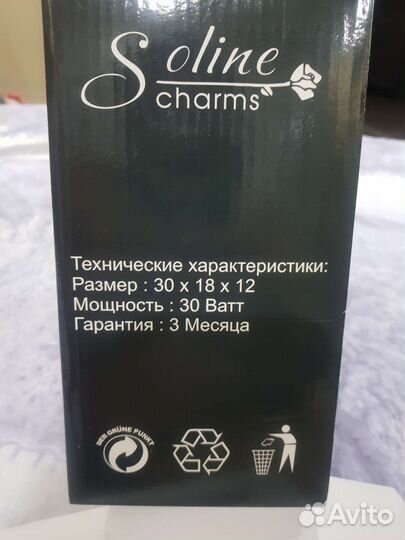 Soline
charms
Технические характеристики:
Размер : 30 x 18 x 12
Мощность : 30 Ватт
Гарантия : 3 Месяца
DER GRÜNE PUNKT
Avito